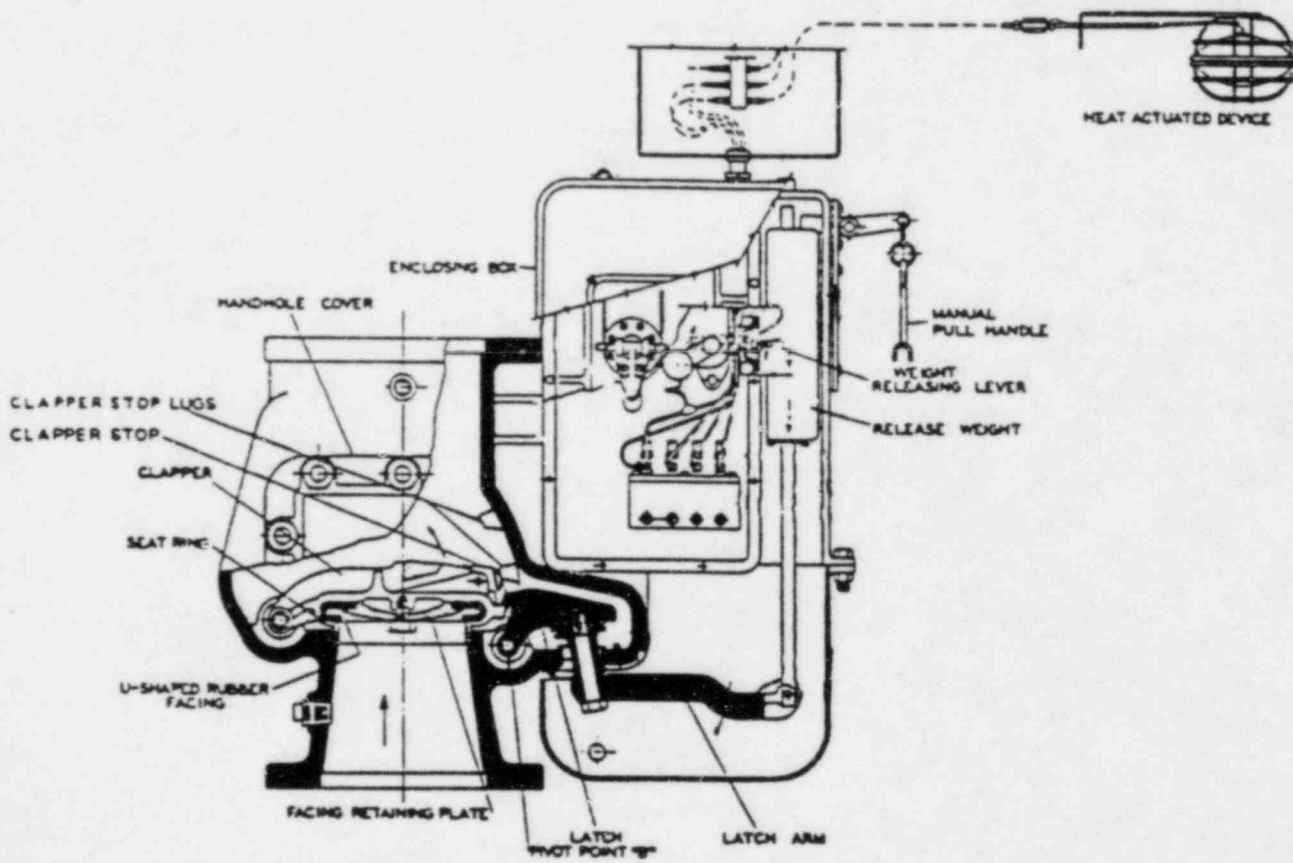 HEAT ACTUATED DEVICE
ENCLOSING BOX
HANDHOLE COVER
MANUAL
PULL HANDLE
WEIGHT
RELEASING LEVER
CLAPPER STOP LUGS
RELEASE WEIGHT
CLAPPER STOP
CLAPPER
SEAT RING
U-SHAPED RUBBER
FACING
FACING RETAINING PLATE
LATCH
PIVOT POINT "B"
LATCH ARM